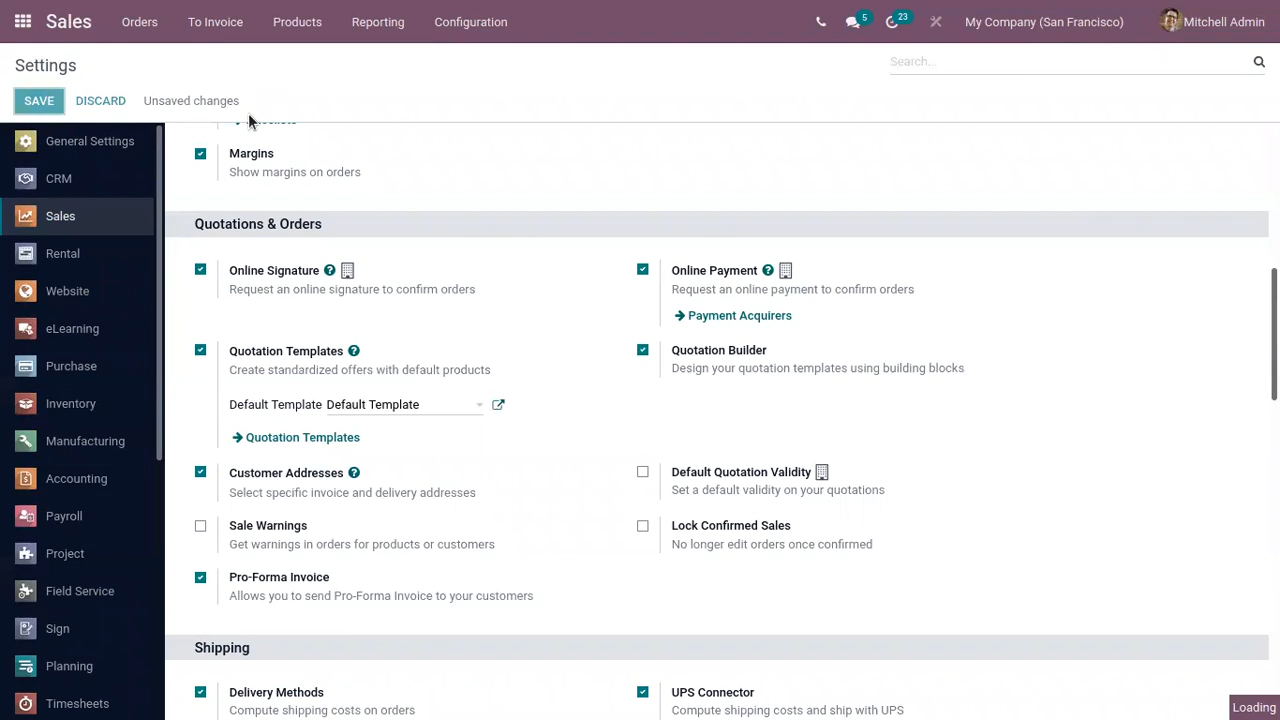 Sales Orders To Invoice Products Reporting Configuration 5 23 My Company (San Francisco) Mitchell Admin
Settings Search...
SAVE DISCARD Unsaved changes
General Settings
CRM
Sales
Rental
Website
eLearning
Purchase
Inventory
Manufacturing
Accounting
Payroll
Project
Field Service
Sign
Planning
Timesheets
Margins
Show margins on orders
Quotations & Orders
Online Signature
Request an online signature to confirm orders
Online Payment
Request an online payment to confirm orders
Payment Acquirers
Quotation Templates
Create standardized offers with default products
Default Template Default Template
Quotation Templates
Quotation Builder
Design your quotation templates using building blocks
Customer Addresses
Select specific invoice and delivery addresses
Default Quotation Validity
Set a default validity on your quotations
Sale Warnings
Get warnings in orders for products or customers
Lock Confirmed Sales
No longer edit orders once confirmed
Pro-Forma Invoice
Allows you to send Pro-Forma Invoice to your customers
Shipping
Delivery Methods
Compute shipping costs on orders
UPS Connector
Compute shipping costs and ship with UPS
Loading